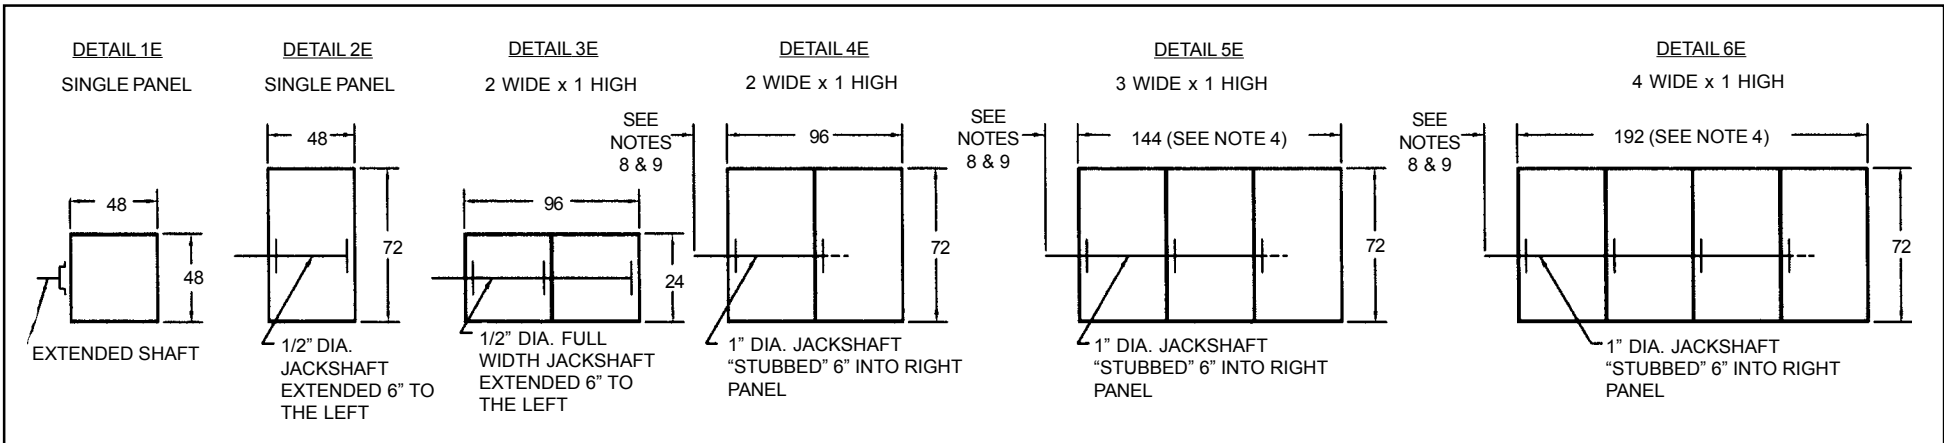 DETAIL 1E
SINGLE PANEL
48
48
EXTENDED SHAFT
DETAIL 2E
SINGLE PANEL
48
72
1/2” DIA.
JACKSHAFT
EXTENDED 6” TO
THE LEFT
DETAIL 3E
2 WIDE x 1 HIGH
96
24
1/2” DIA. FULL
WIDTH JACKSHAFT
EXTENDED 6” TO
THE LEFT
DETAIL 4E
2 WIDE x 1 HIGH
SEE
NOTES
8 & 9
96
72
1” DIA. JACKSHAFT
“STUBBED” 6” INTO RIGHT
PANEL
DETAIL 5E
3 WIDE x 1 HIGH
SEE
NOTES
8 & 9
144 (SEE NOTE 4)
72
1” DIA. JACKSHAFT
“STUBBED” 6” INTO RIGHT
PANEL
DETAIL 6E
4 WIDE x 1 HIGH
SEE
NOTES
8 & 9
192 (SEE NOTE 4)
72
1” DIA. JACKSHAFT
“STUBBED” 6” INTO RIGHT
PANEL